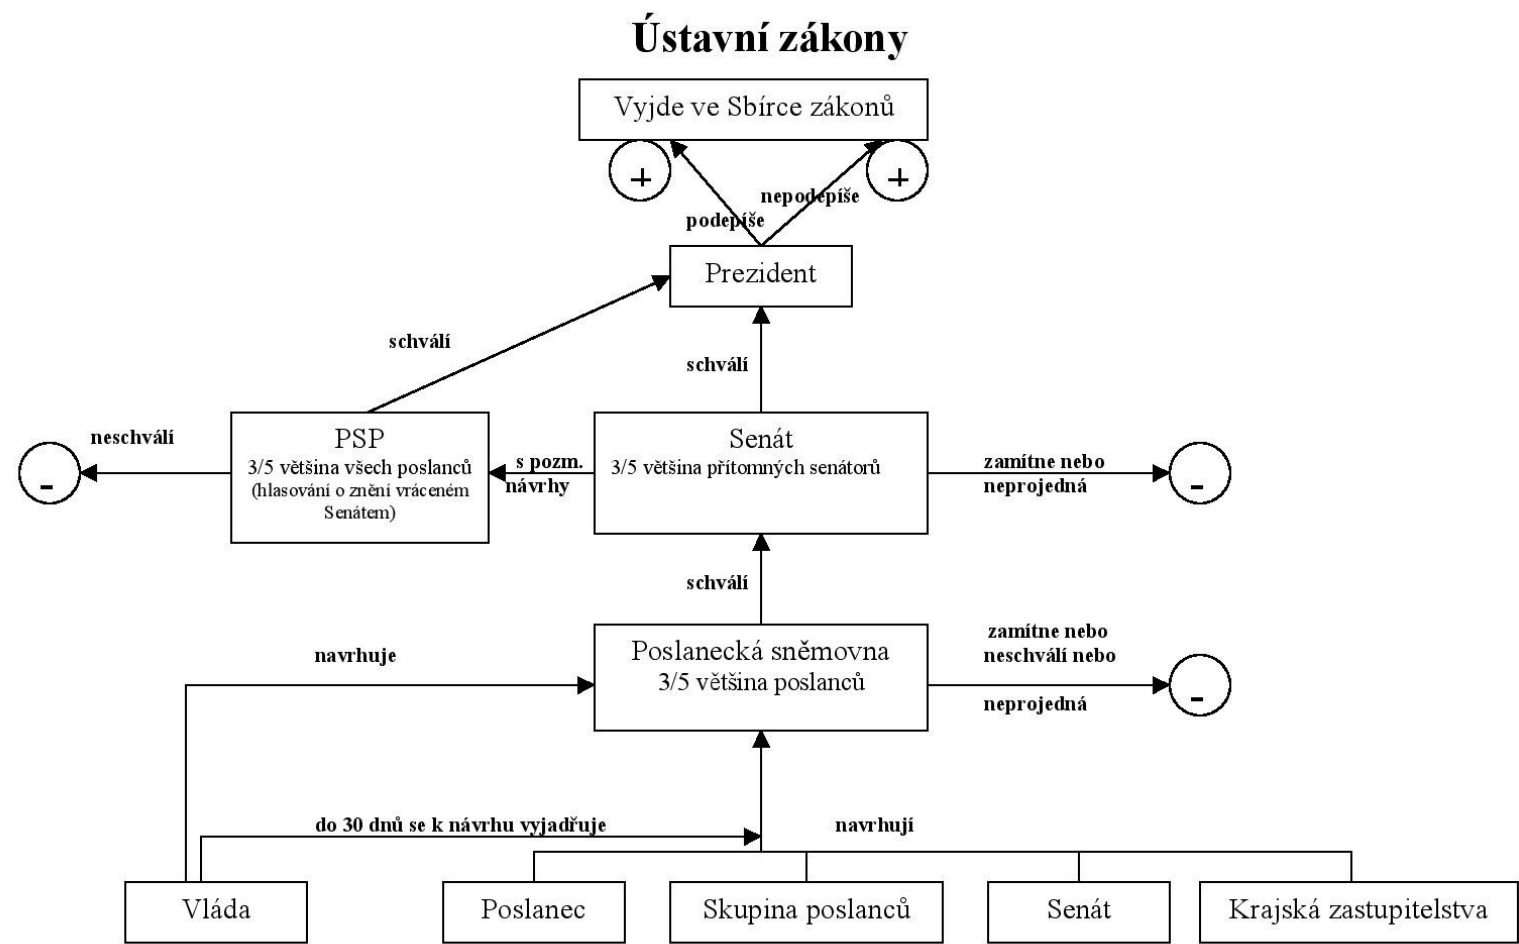 Ústavní zákony
Vyjde ve Sbírce zákonů
+
+
nepodepíše
podepíše
Prezident
schválí
schválí
neschválí
-
PSP
3/5 většina všech poslanců
(hlasování o znění vráceném
Senátem)
s pozm.
návrhy
Senát
3/5 většina přítomných senátorů
zamítne nebo
neprojedná
-
schválí
navrhuje
Poslanecká sněmovna
3/5 většina poslanců
zamítne nebo
neschválí nebo
neprojedná
-
do 30 dnů se k návrhu vyjadřuje
navrhují
Vláda
Poslanec
Skupina poslanců
Senát
Krajská zastupitelstva